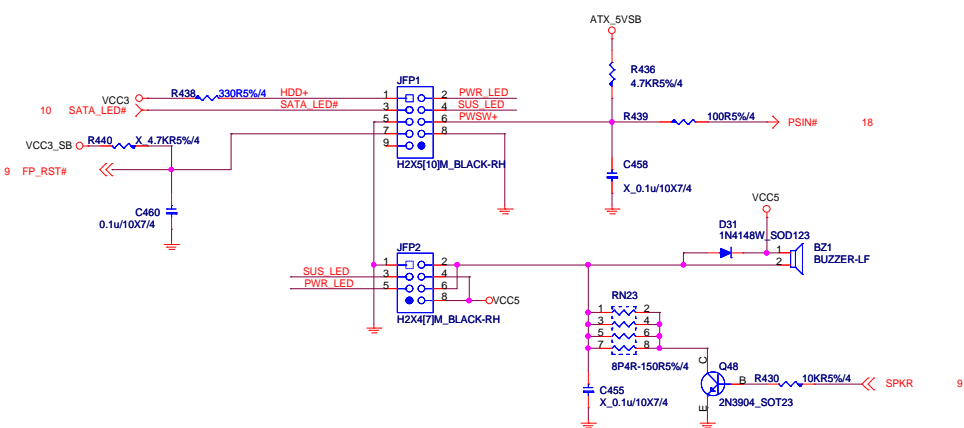 ATX_5VSB
R436
4.7KR5%/4
JFP1
VCC3 R438 330R5%/4 HDD+ 1 2 PWR_LED
10 SATA_LED# SATA_LED# 3 4 SUS_LED
5 6 PWSW+ R439 100R5%/4 PSIN# 18
R440 X_4.7KR5%/4 7 8
VCC3_SB 9
H2X5[10]M_BLACK-RH
9 FP_RST#
C458
X_0.1u/10X7/4
VCC5
C460
0.1u/10X7/4
D31
1N4148W_SOD123
JFP2
BZ1
BUZZER-LF
1
2
1 2
SUS_LED 3 4
PWR_LED 5 6
8 VCC5
H2X4[7]M_BLACK-RH
RN23
1 2
3 4
5 6
7 8
8P4R-150R5%/4
C Q48
B R430 10KR5%/4 SPKR 9
C455
X_0.1u/10X7/4
E 2N3904_SOT23